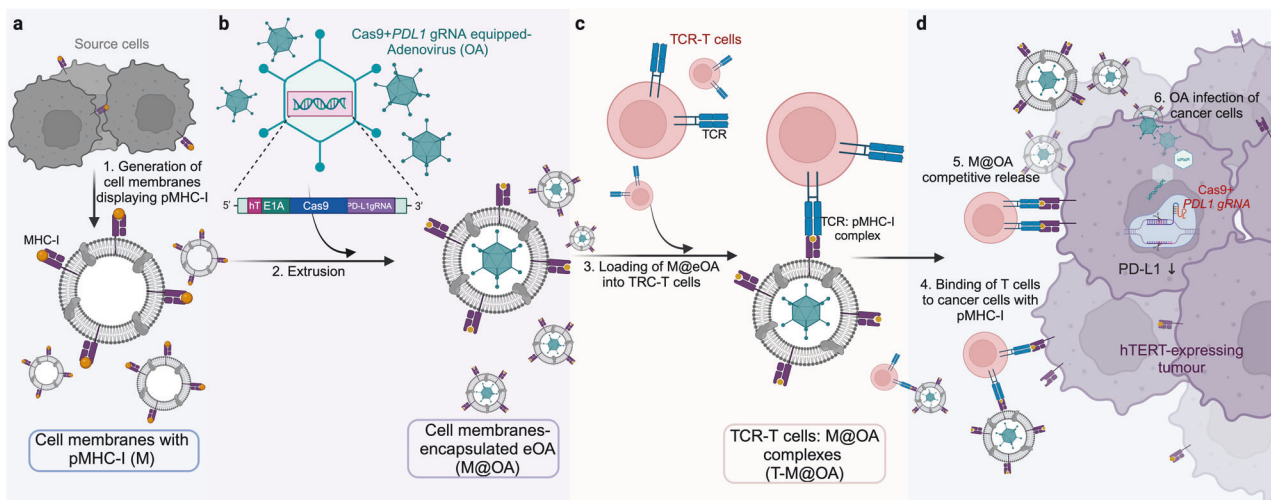 a
Source cells
1. Generation of
cell membranes
displaying pMHC-I
MHC-I
Cell membranes with
pMHC-I (M)
b
Cas9+PDL1 gRNA equipped-
Adenovirus (OA)
5' hT E1A Cas9 PD-L1gRNA 3'
2. Extrusion
Cell membranes-
encapsulated eOA
(M@OA)
c
TCR-T cells
TCR
TCR: pMHC-I
complex
3. Loading of M@eOA
into TRC-T cells
TCR-T cells: M@OA
complexes
(T-M@OA)
d
6. OA infection of
cancer cells
5. M@OA
competitive release
Cas9+
PDL1 gRNA
PD-L1 ↓
4. Binding of T cells
to cancer cells with
pMHC-I
hTERT-expressing
tumour